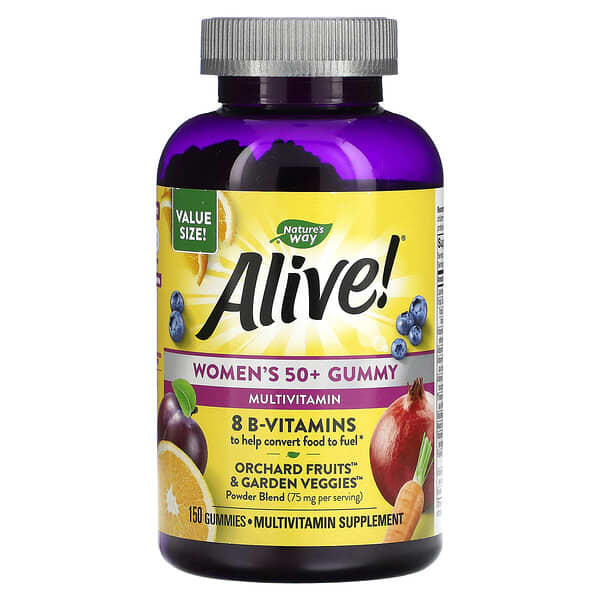 VALUE
SIZE!
Nature's
Way
Alive!®
WOMEN'S 50+ GUMMY
MULTIVITAMIN
8 B-VITAMINS
to help convert food to fuel*
ORCHARD FRUITS™
& GARDEN VEGGIES™
Powder Blend (75 mg per serving)
150 GUMMIES • MULTIVITAMIN SUPPLEMENT